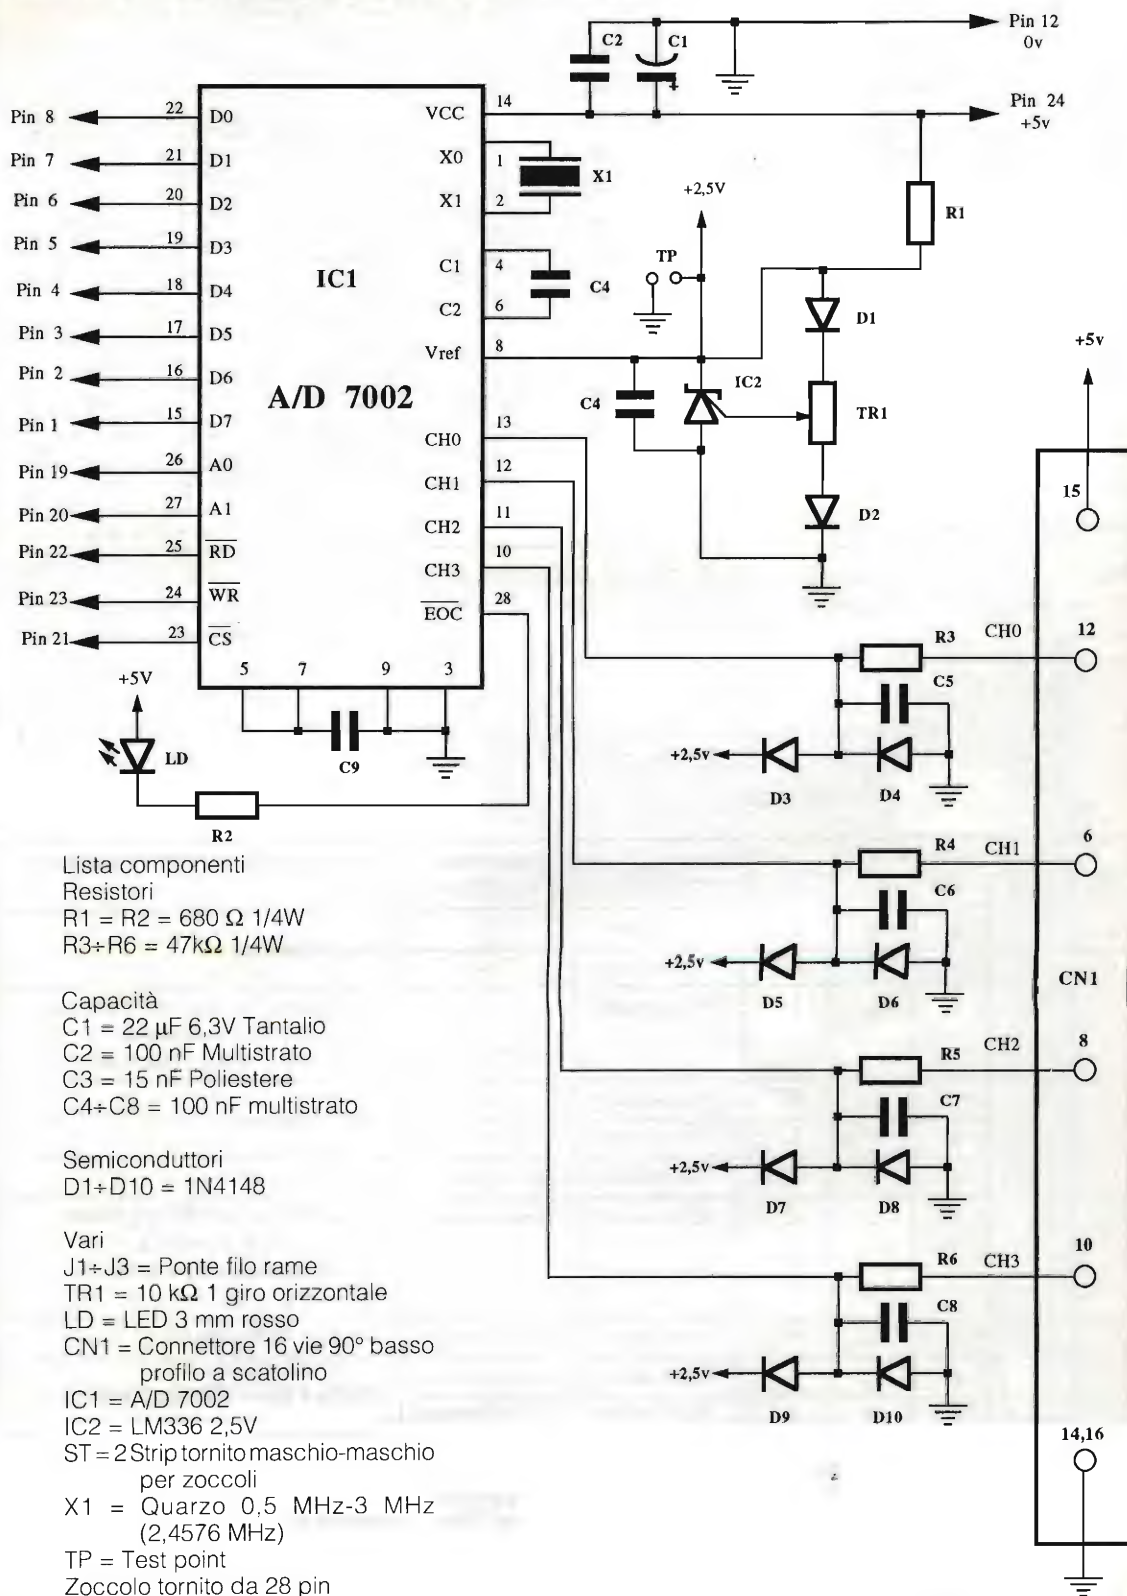 C2
C1
Pin 12
0v
+
Pin 24
+5v
Pin 8
22
D0
VCC
14
Pin 7
21
D1
X0
1
X1
Pin 6
20
D2
X1
2
+2,5V
R1
Pin 5
19
D3
TP
Pin 4
18
D4
IC1
C1
4
C4
C2
6
D1
Pin 3
17
D5
+5v
Vref
8
Pin 2
16
D6
IC2
A/D 7002
C4
TR1
Pin 1
15
D7
CH0
13
Pin 19
26
A0
CH1
12
15
Pin 20
27
A1
CH2
11
D2
Pin 22
25
RD
CH3
10
Pin 23
24
WR
EOC
28
Pin 21
23
CS
R3
CH0
12
5
7
9
3
+5V
C5
LD
C9
+2,5v
D3
D4
R2
R4
CH1
6
C6
+2,5v
D5
D6
CN1
R5
CH2
8
C7
+2,5v
D7
D8
R6
CH3
10
C8
+2,5v
D9
D10
14,16
Lista componenti
Resistori
R1 = R2 = 680 Ω 1/4W
R3÷R6 = 47kΩ 1/4W
Capacità
C1 = 22 µF 6,3V Tantalio
C2 = 100 nF Multistrato
C3 = 15 nF Poliestere
C4÷C8 = 100 nF multistrato
Semiconduttori
D1÷D10 = 1N4148
Vari
J1÷J3 = Ponte filo rame
TR1 = 10 kΩ 1 giro orizzontale
LD = LED 3 mm rosso
CN1 = Connettore 16 vie 90° basso
profilo a scatolino
IC1 = A/D 7002
IC2 = LM336 2,5V
ST = 2 Strip tornito maschio-maschio
per zoccoli
X1 = Quarzo 0,5 MHz-3 MHz
(2,4576 MHz)
TP = Test point
Zoccolo tornito da 28 pin